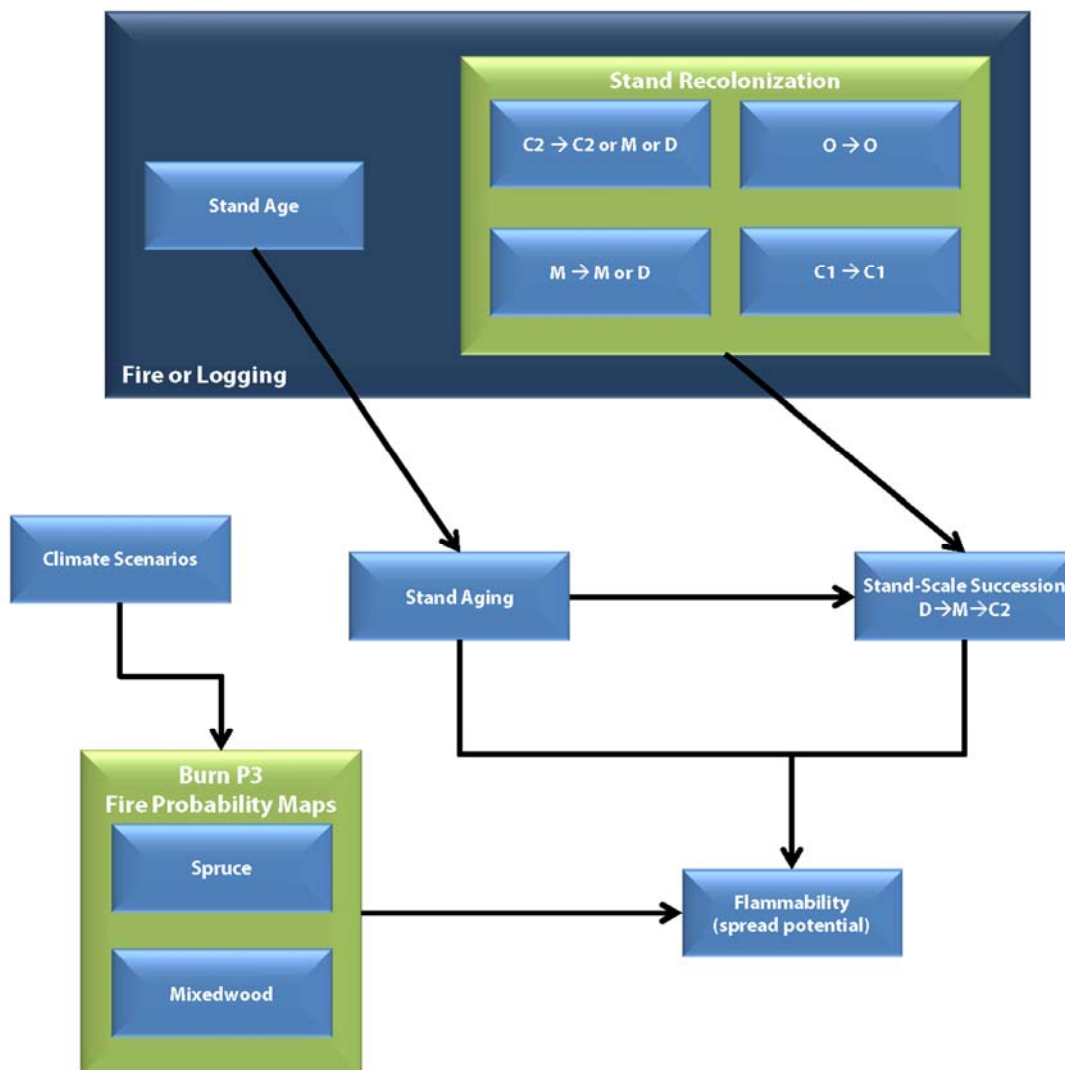 Stand Recolonization
C2 → C2 or M or D
O → O
Stand Age
M → M or D
C1 → C1
Fire or Logging
Climate Scenarios
Stand Aging
Stand-Scale Succession
D→M→C2
Burn P3
Fire Probability Maps
Spruce
Flammability
(spread potential)
Mixedwood